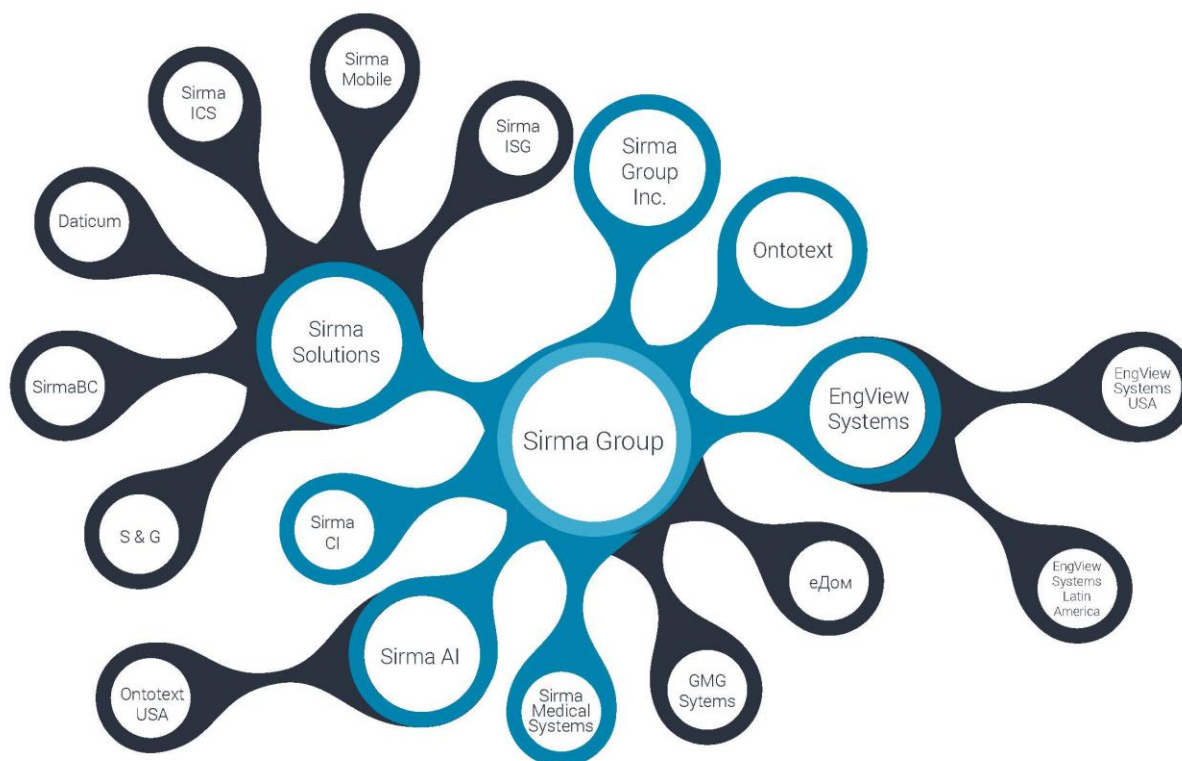 Sirma
Mobile
Sirma
ICS
Sirma
ISG
Sirma
Group
Inc.
Daticum
Ontotext
Sirma
Solutions
SirmaBC
EngView
Systems
EngView
Systems
USA
Sirma Group
Sirma
CI
S & G
еДом
EngView
Systems
Latin
America
Sirma AI
Ontotext
USA
Sirma
Medical
Systems
GMG
Sytems